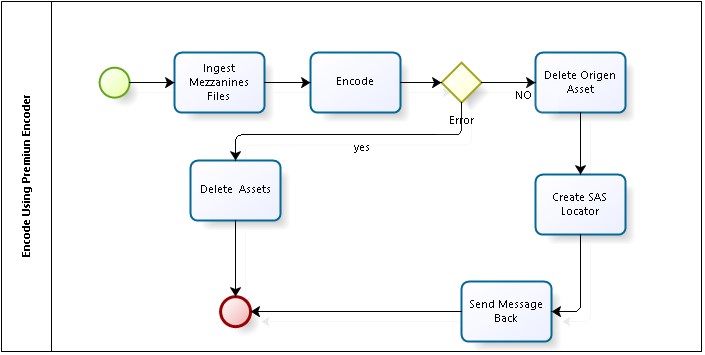 Encode Using Premiun Encoder
Ingest
Mezzanines
Files
Encode
Error
NO
Delete Origen
Asset
yes
Delete Assets
Create SAS
Locator
Send Message
Back